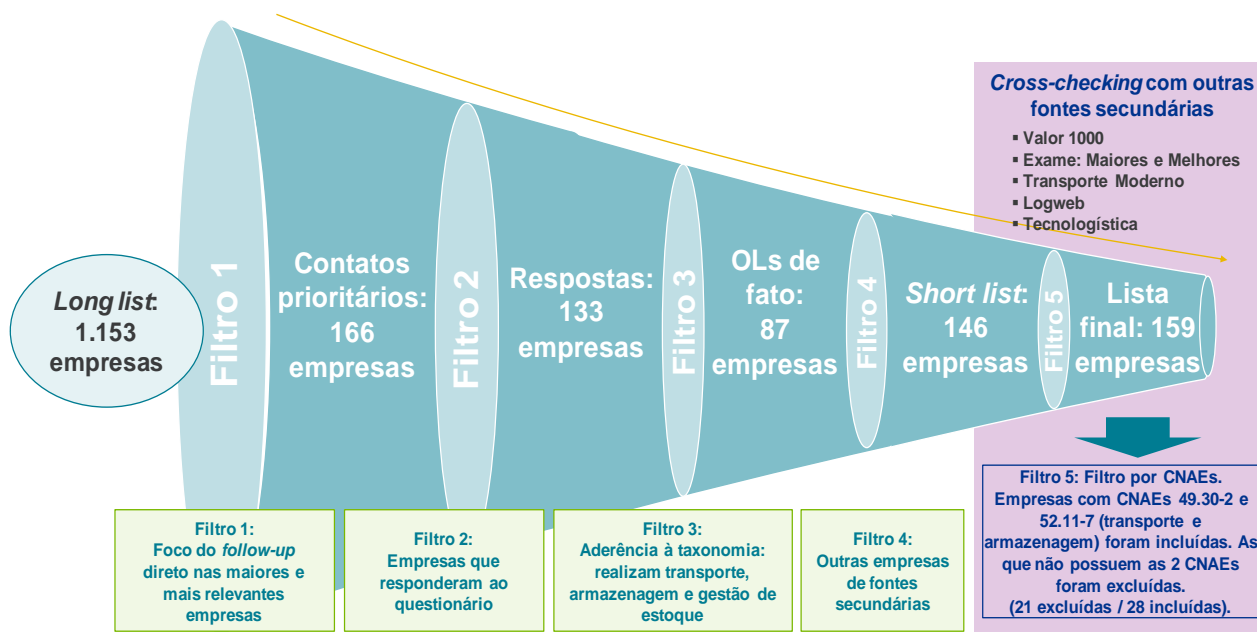 Long list:
1.153
empresas
Filtro 1
Contatos
prioritários:
166
empresas
Filtro 2
Respostas:
133
empresas
Filtro 3
OLs de
fato:
87
empresas
Filtro 4
Short list:
146
empresas
Filtro 5
Lista
final: 159
empresas
Cross-checking com outras
fontes secundárias
▪ Valor 1000
▪ Exame: Maiores e Melhores
▪ Transporte Moderno
▪ Logweb
▪ Tecnologística
Filtro 1:
Foco do follow-up
direto nas maiores e
mais relevantes
empresas
Filtro 2:
Empresas que
responderam ao
questionário
Filtro 3:
Aderência à taxonomia:
realizam transporte,
armazenagem e gestão de
estoque
Filtro 4:
Outras empresas
de fontes
secundárias
Filtro 5: Filtro por CNAEs.
Empresas com CNAEs 49.30-2 e
52.11-7 (transporte e
armazenagem) foram incluídas. As
que não possuem as 2 CNAEs
foram excluídas.
(21 excluídas / 28 incluídas).